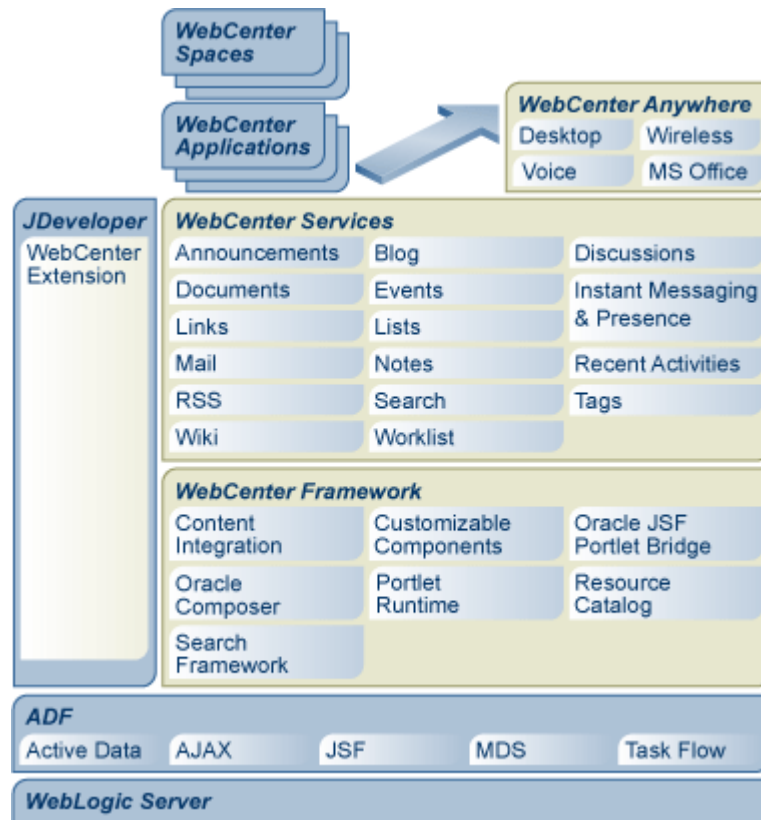 WebCenter
Spaces
WebCenter
Applications
WebCenter Anywhere
Desktop
Wireless
Voice
MS Office
JDeveloper
WebCenter
Extension
WebCenter Services
Announcements
Blog
Discussions
Documents
Events
Instant Messaging
& Presence
Links
Lists
Mail
Notes
Recent Activities
RSS
Search
Tags
Wiki
Worklist
WebCenter Framework
Content
Integration
Customizable
Components
Oracle JSF
Portlet Bridge
Oracle
Composer
Portlet
Runtime
Resource
Catalog
Search
Framework
ADF
Active Data
AJAX
JSF
MDS
Task Flow
WebLogic Server